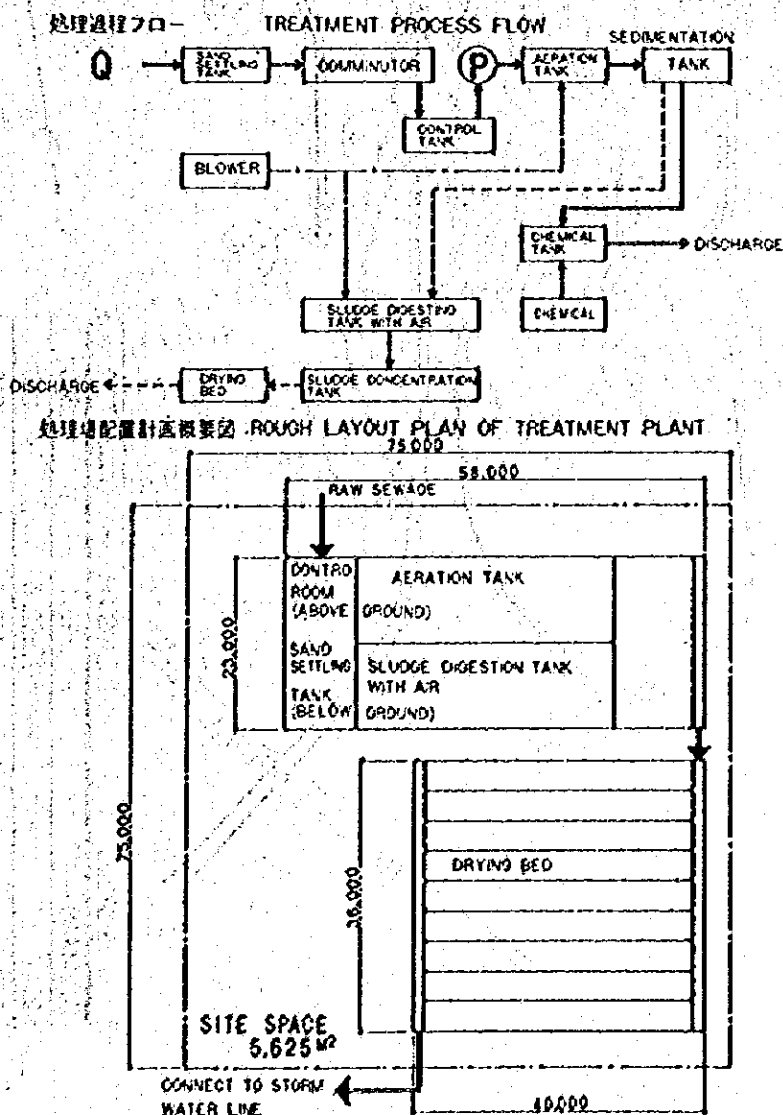 処理過程フロー TREATMENT PROCESS FLOW
Q
SAND
SETTLING
TANK
COMMINUTOR
P
AERATION
TANK
SEDIMENTATION
TANK
CONTROL
TANK
BLOWER
CHEMICAL
TANK
DISCHARGE
SLUDGE DIGESTING
TANK WITH AIR
CHEMICAL
DISCHARGE
DRYING
BED
SLUDGE CONCENTRATION
TANK
処理場配置計画概要図 ROUGH LAYOUT PLAN OF TREATMENT PLANT
75.000
58.000
RAW SEWAGE
CONTRO
ROOM
(ABOVE GROUND)
AERATION TANK
23.000
SAND
SETTLING
TANK
(BELOW GROUND)
SLUDGE DIGESTION TANK
WITH AIR
75.000
36.000
DRYING BED
SITE SPACE
5,625 M²
CONNECT TO STORM
WATER LINE
40.000